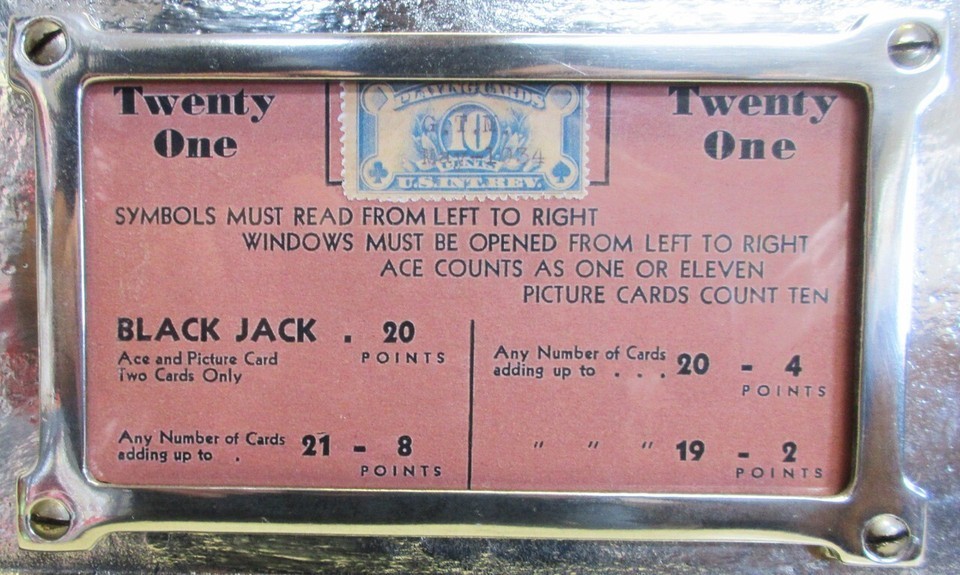 Twenty
One
PLAYING CARDS
10
CENTS
U.S.INT.REV.
Twenty
One
SYMBOLS MUST READ FROM LEFT TO RIGHT
WINDOWS MUST BE OPENED FROM LEFT TO RIGHT
ACE COUNTS AS ONE OR ELEVEN
PICTURE CARDS COUNT TEN
BLACK JACK . 20
POINTS
Ace and Picture Card
Two Cards Only
Any Number of Cards
adding up to . 21 - 8
POINTS
Any Number of Cards
adding up to . . . 20 - 4
POINTS
" " " 19 - 2
POINTS